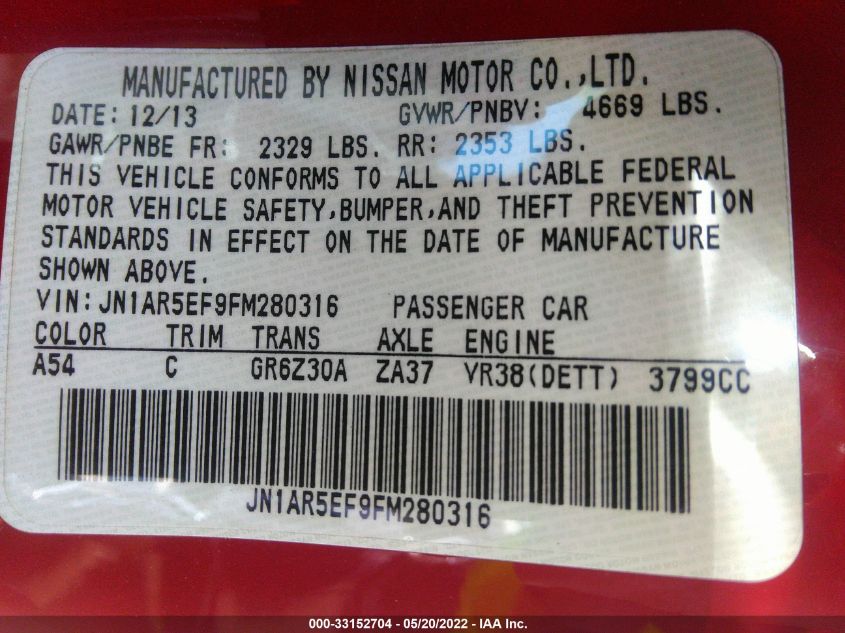 MANUFACTURED BY NISSAN MOTOR CO.,LTD.
DATE: 12/13 GVWR/PNBV: 4669 LBS.
GAWR/PNBE FR: 2329 LBS. RR: 2353 LBS.
THIS VEHICLE CONFORMS TO ALL APPLICABLE FEDERAL
MOTOR VEHICLE SAFETY,BUMPER,AND THEFT PREVENTION
STANDARDS IN EFFECT ON THE DATE OF MANUFACTURE
SHOWN ABOVE.
VIN:JN1AR5EF9FM280316 PASSENGER CAR
COLOR TRIM TRANS AXLE ENGINE
A54 C GR6Z30A ZA37 VR38(DETT) 3799CC
JN1AR5EF9FM280316
000-33152704 - 05/20/2022 - IAA Inc.